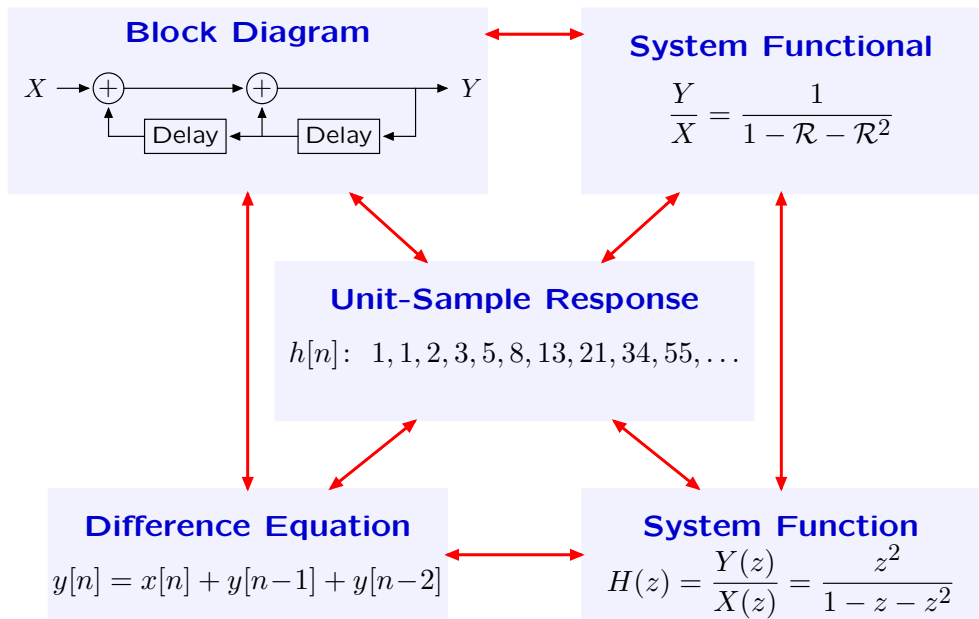 Block Diagram
X + + Y
Delay Delay
System Functional
Y/X = 1/(1 − ℛ − ℛ²)
Unit-Sample Response
h[n]: 1, 1, 2, 3, 5, 8, 13, 21, 34, 55, . . .
Difference Equation
y[n] = x[n] + y[n−1] + y[n−2]
System Function
H(z) = Y(z)/X(z) = z²/(1 − z − z²)